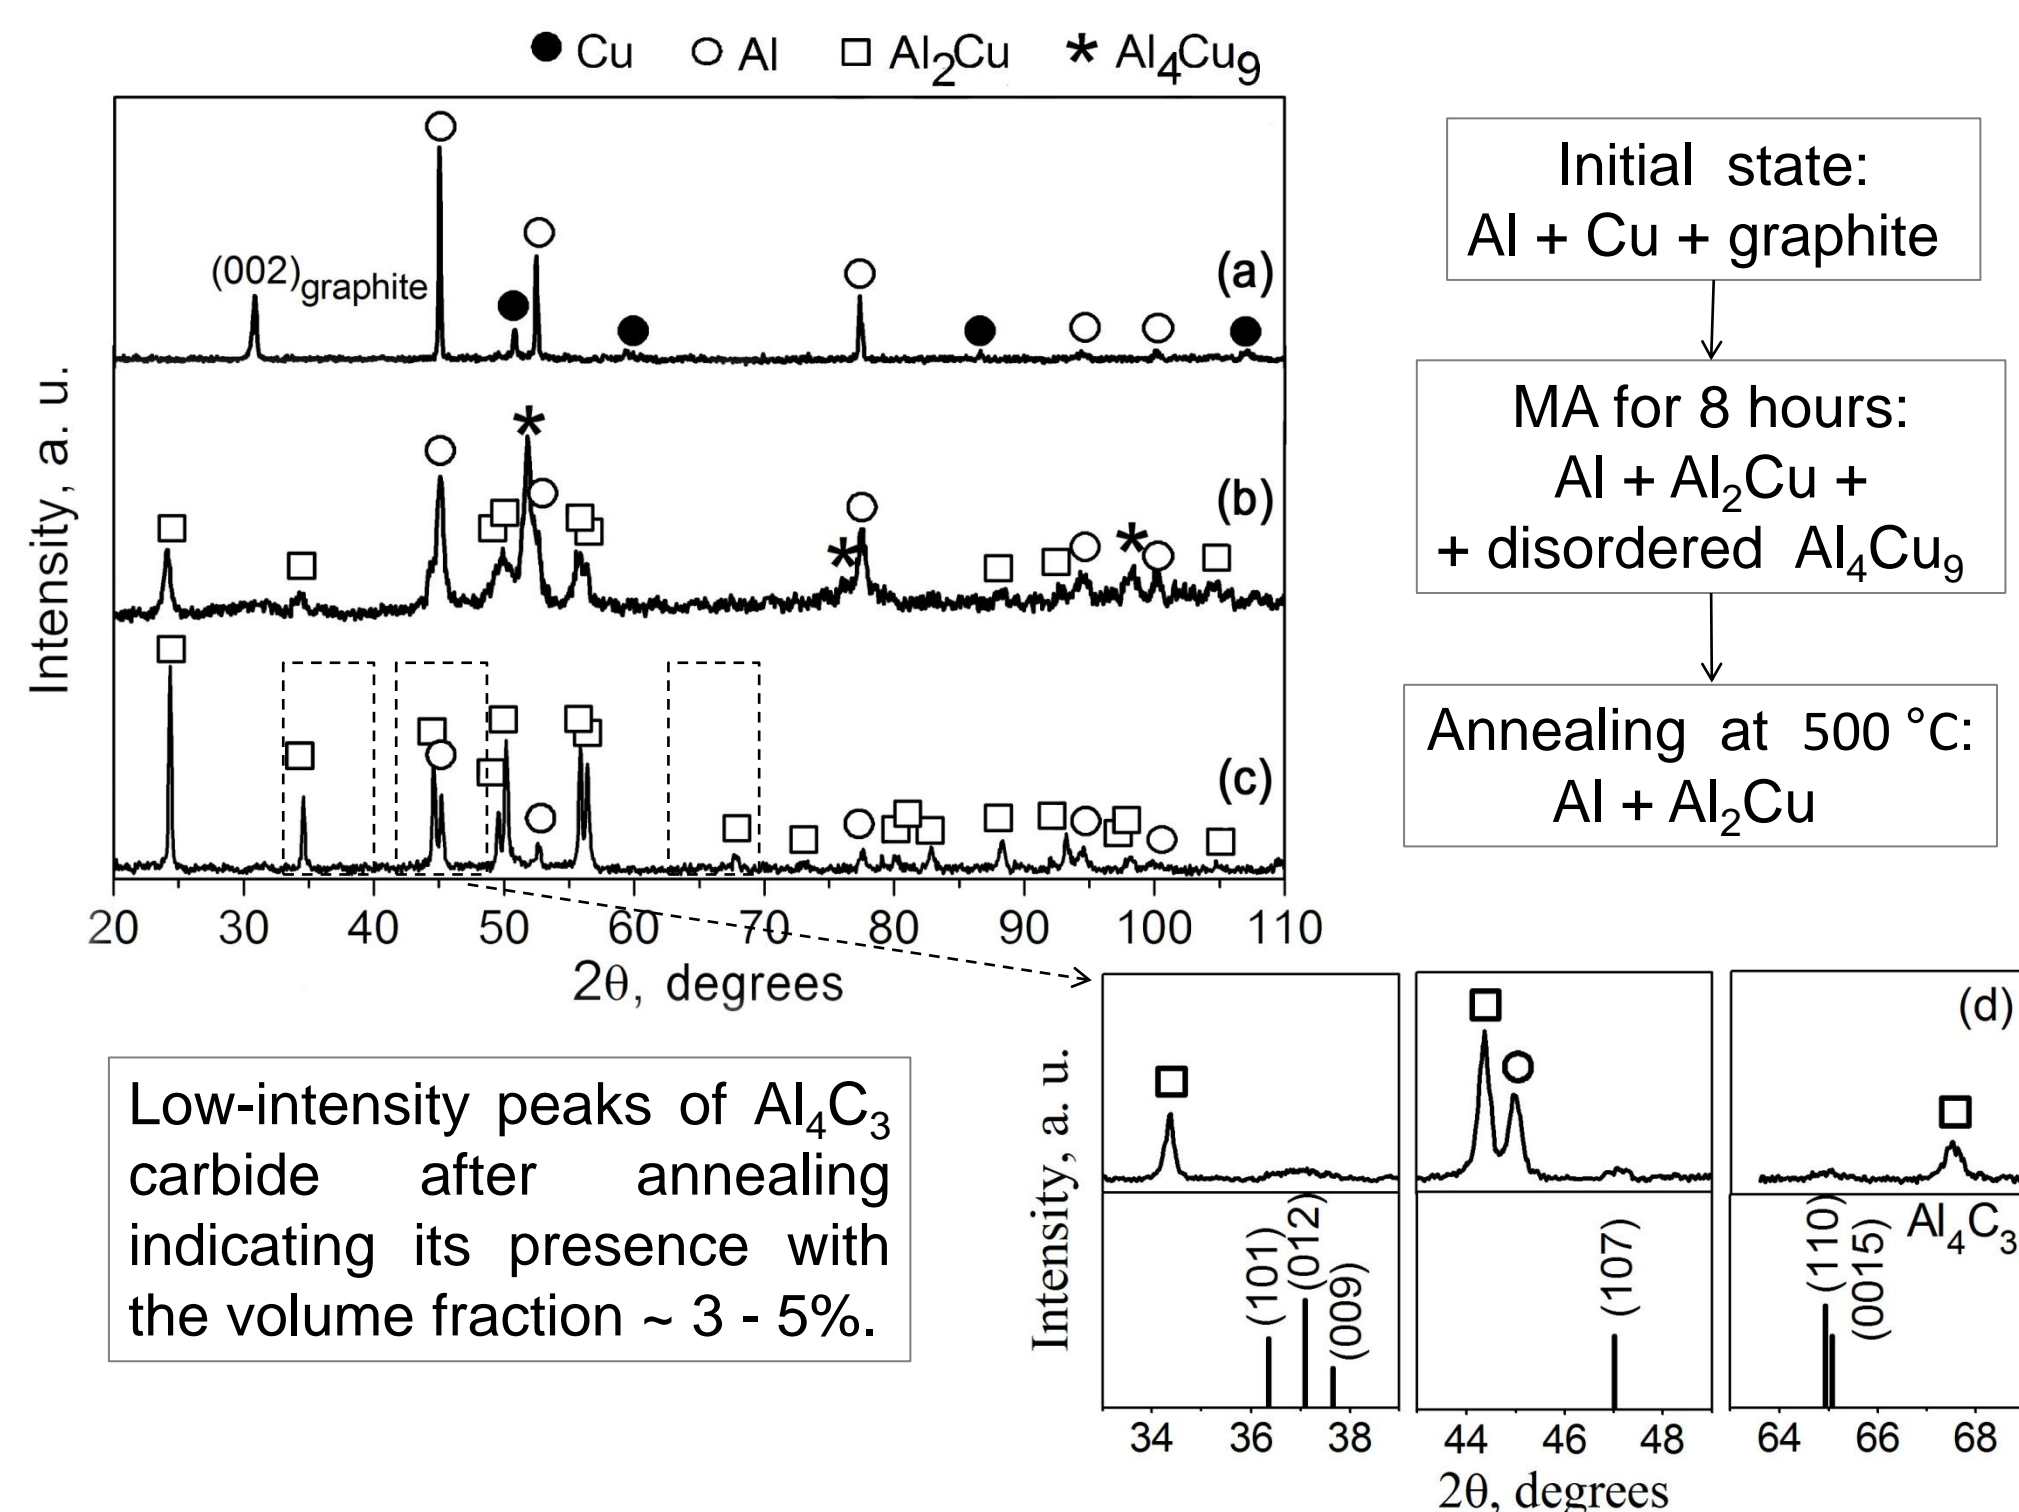 ● Cu ○ Al □ Al₂Cu * Al₄Cu₉
(002)graphite
(a)
(b)
(c)
Intensity, a. u.
20 30 40 50 60 70 80 90 100 110
2θ, degrees
Initial state:
Al + Cu + graphite
MA for 8 hours:
Al + Al₂Cu +
+ disordered Al₄Cu₉
Annealing at 500 °C:
Al + Al₂Cu
Low-intensity peaks of Al₄C₃
carbide after annealing
indicating its presence with
the volume fraction ~ 3 - 5%.
(d)
Intensity, a. u.
(101)
(012)
(009)
(107)
(110)
(0015)
Al₄C₃
34 36 38 44 46 48 64 66 68
2θ, degrees